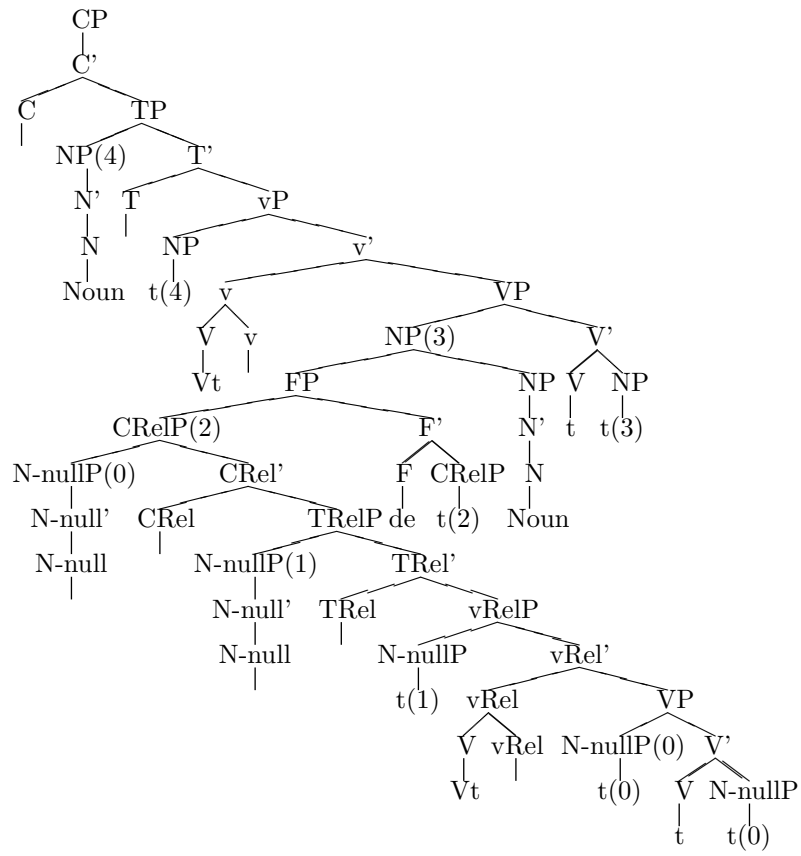 CP
C'
C TP
NP(4) T'
N' T vP
N NP v'
Noun t(4) v VP
V v NP(3) V'
Vt FP NP V NP
CRelP(2) F' N' t t(3)
N-nullP(0) CRel' F CRelP N
N-null' CRel TRelP de t(2) Noun
N-null N-nullP(1) TRel'
N-null' TRel vRelP
N-null N-nullP vRel'
t(1) vRel VP
V vRel N-nullP(0) V'
Vt t(0) V N-nullP
t t(0)